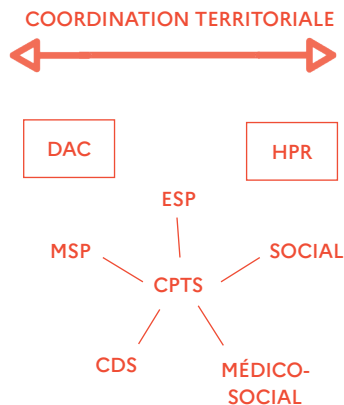 COORDINATION TERRITORIALE
DAC
HPR
ESP
MSP
SOCIAL
CPTS
CDS
MÉDICO-
SOCIAL